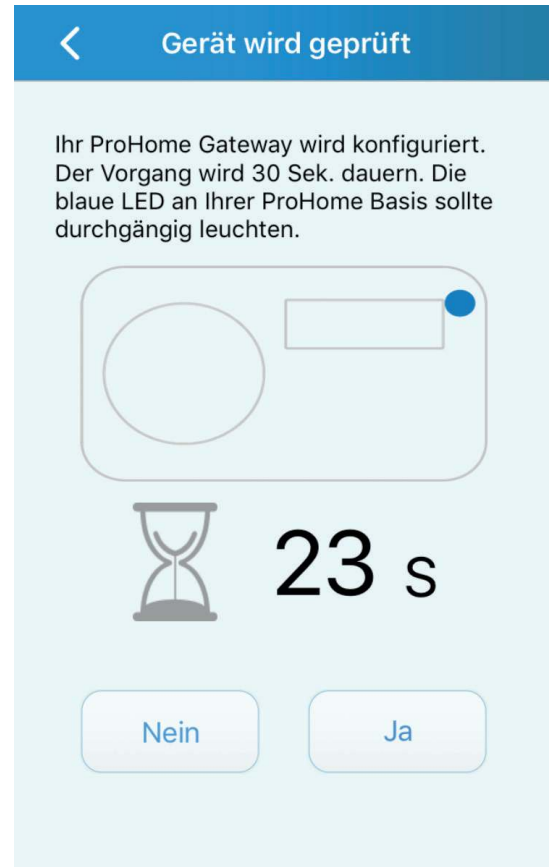 Gerät wird geprüft
Ihr ProHome Gateway wird konfiguriert.
Der Vorgang wird 30 Sek. dauern. Die
blaue LED an Ihrer ProHome Basis sollte
durchgängig leuchten.
23 s
Nein
Ja